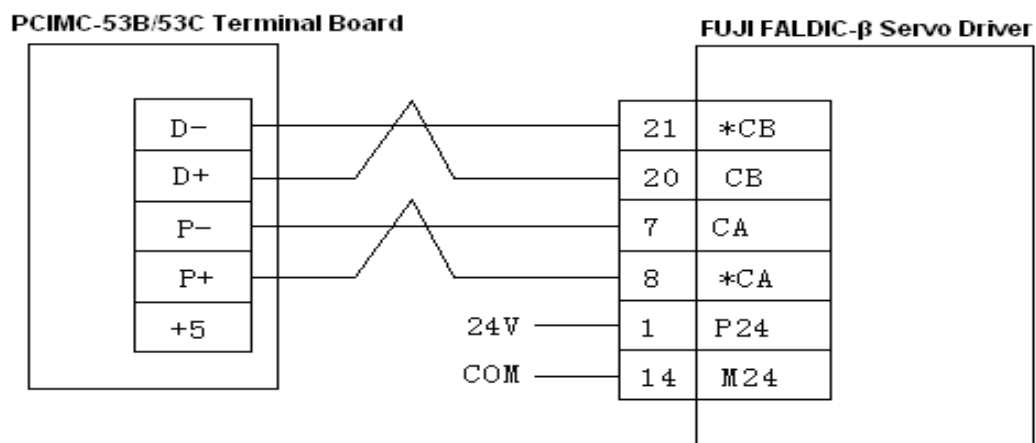 PCIMC-53B/53C Terminal Board
FUJI FALDIC-β Servo Driver
D- 21 *CB
D+ 20 CB
P- 7 CA
P+ 8 *CA
+5 24V 1 P24
COM 14 M24